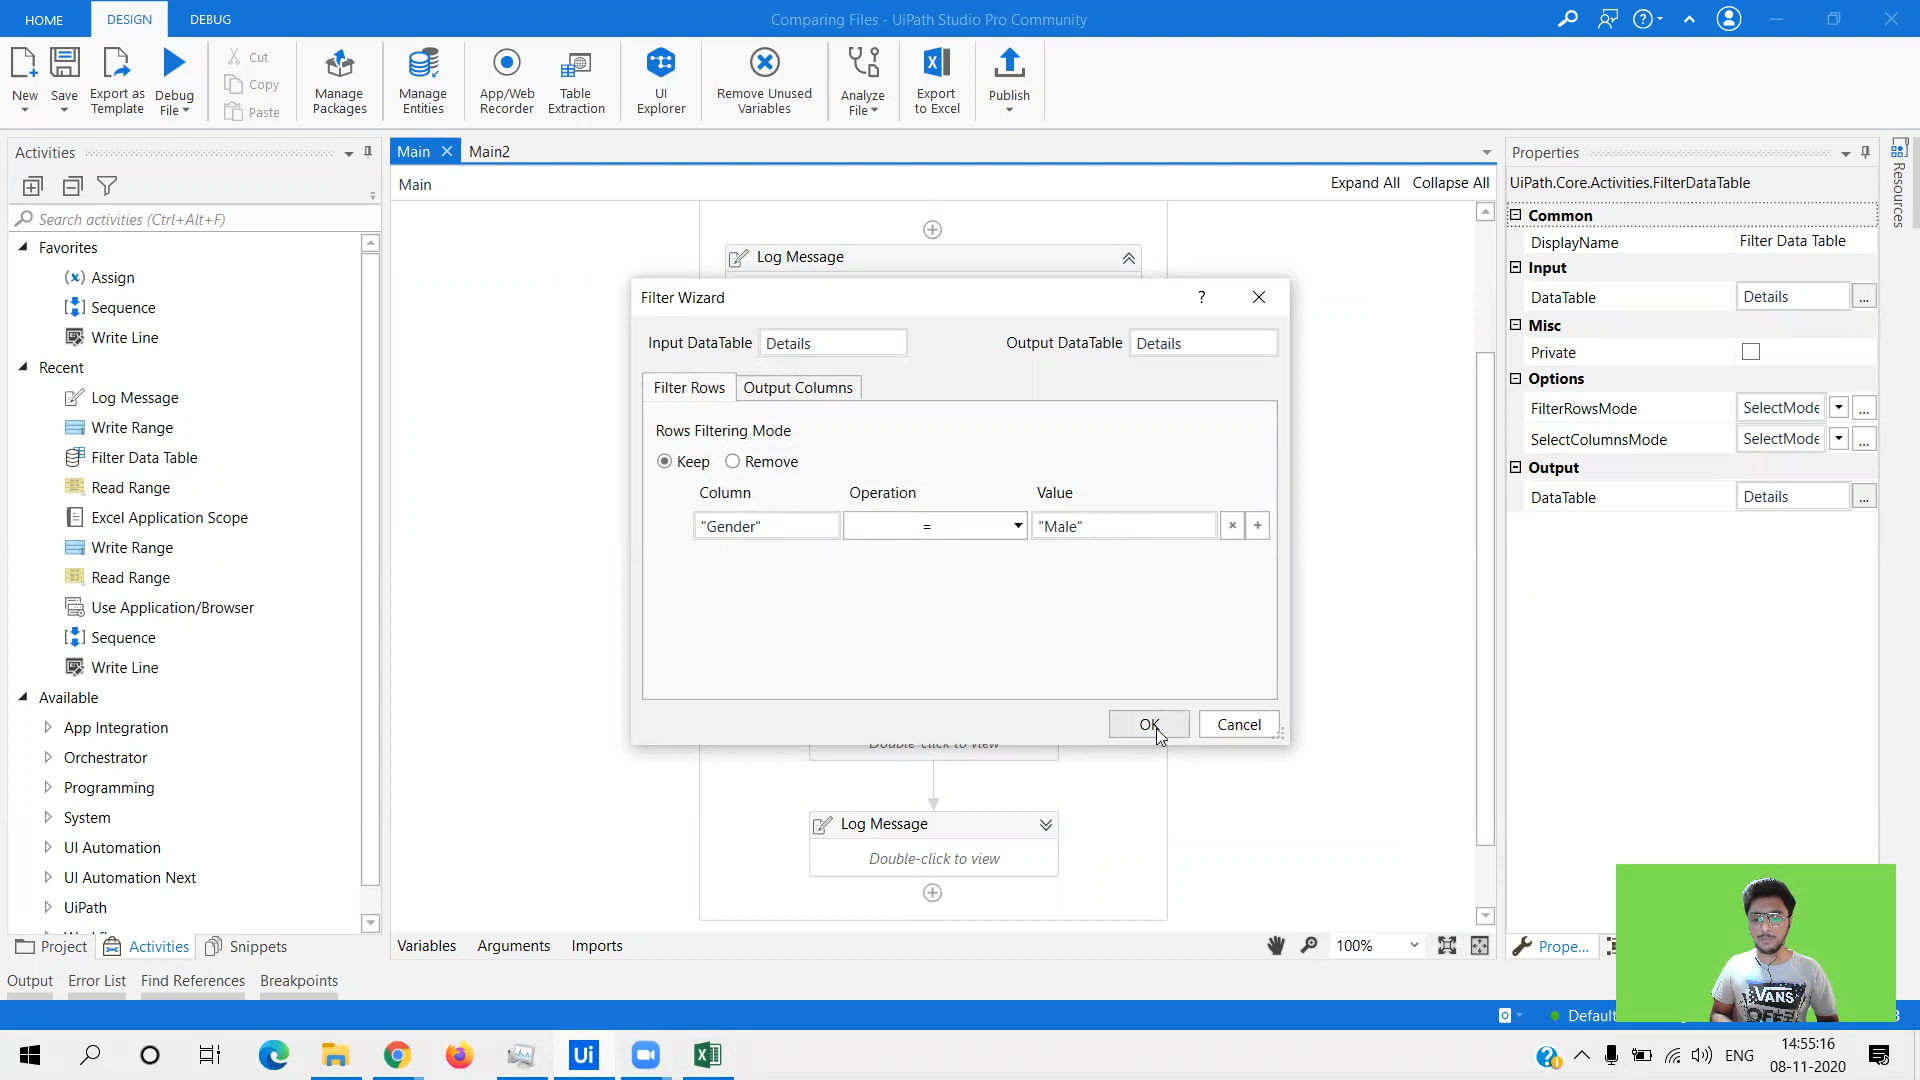 HOME DESIGN DEBUG Comparing Files - UiPath Studio Pro Community
New Save Export as Template Debug File Cut Copy Paste Manage Packages Manage Entities App/Web Recorder Table Extraction UI Explorer Remove Unused Variables Analyze File Export to Excel Publish
Activities
Search activities (Ctrl+Alt+F)
Favorites
Assign
Sequence
Write Line
Recent
Log Message
Write Range
Filter Data Table
Read Range
Excel Application Scope
Write Range
Read Range
Use Application/Browser
Sequence
Write Line
Available
App Integration
Orchestrator
Programming
System
UI Automation
UI Automation Next
UiPath
Project Activities Snippets
Main Main2
Main Expand All Collapse All
Log Message
Filter Wizard ?
Input DataTable Details Output DataTable Details
Filter Rows Output Columns
Rows Filtering Mode
Keep Remove
Column Operation Value
"Gender" = "Male"
OK Cancel
Double-click to view
Log Message
Double-click to view
Variables Arguments Imports 100%
Properties
UiPath.Core.Activities.FilterDataTable
Common
DisplayName Filter Data Table
Input
DataTable Details ...
Misc
Private
Options
FilterRowsMode SelectMode ...
SelectColumnsMode SelectMode ...
Output
DataTable Details ...
Prope...
Resources
Output Error List Find References Breakpoints
Default
VANS
OFF
Ui
ENG
14:55:16
08-11-2020